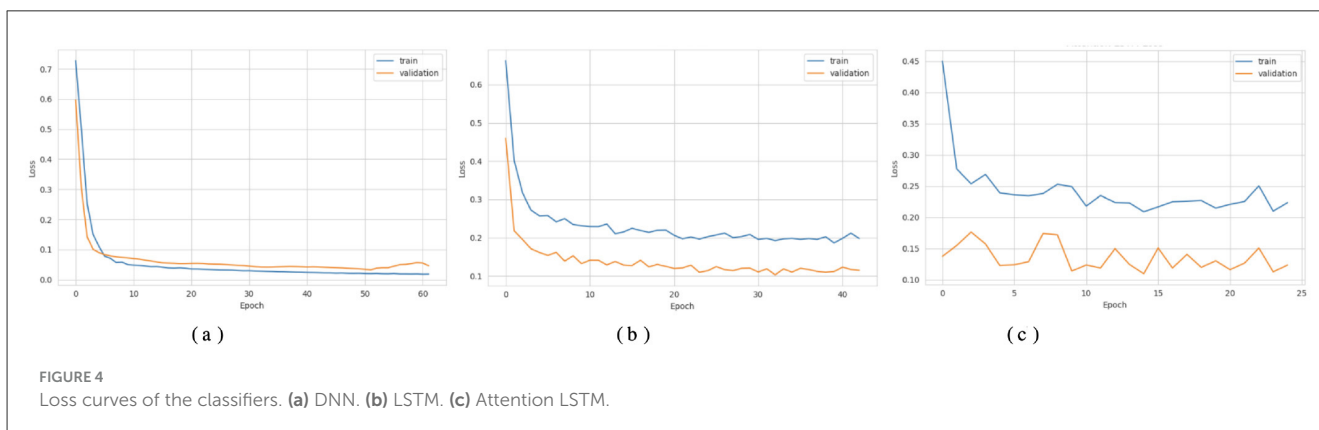 train
validation
0.7
0.6
0.5
0.4
0.3
0.2
0.1
0.0
Loss
0 10 20 30 40 50 60
Epoch
(a)
train
validation
0.6
0.5
0.4
0.3
0.2
0.1
Loss
0 10 20 30 40
Epoch
(b)
train
validation
0.45
0.40
0.35
0.30
0.25
0.20
0.15
0.10
Loss
0 5 10 15 20 25
Epoch
(c)
FIGURE 4
Loss curves of the classifiers. (a) DNN. (b) LSTM. (c) Attention LSTM.